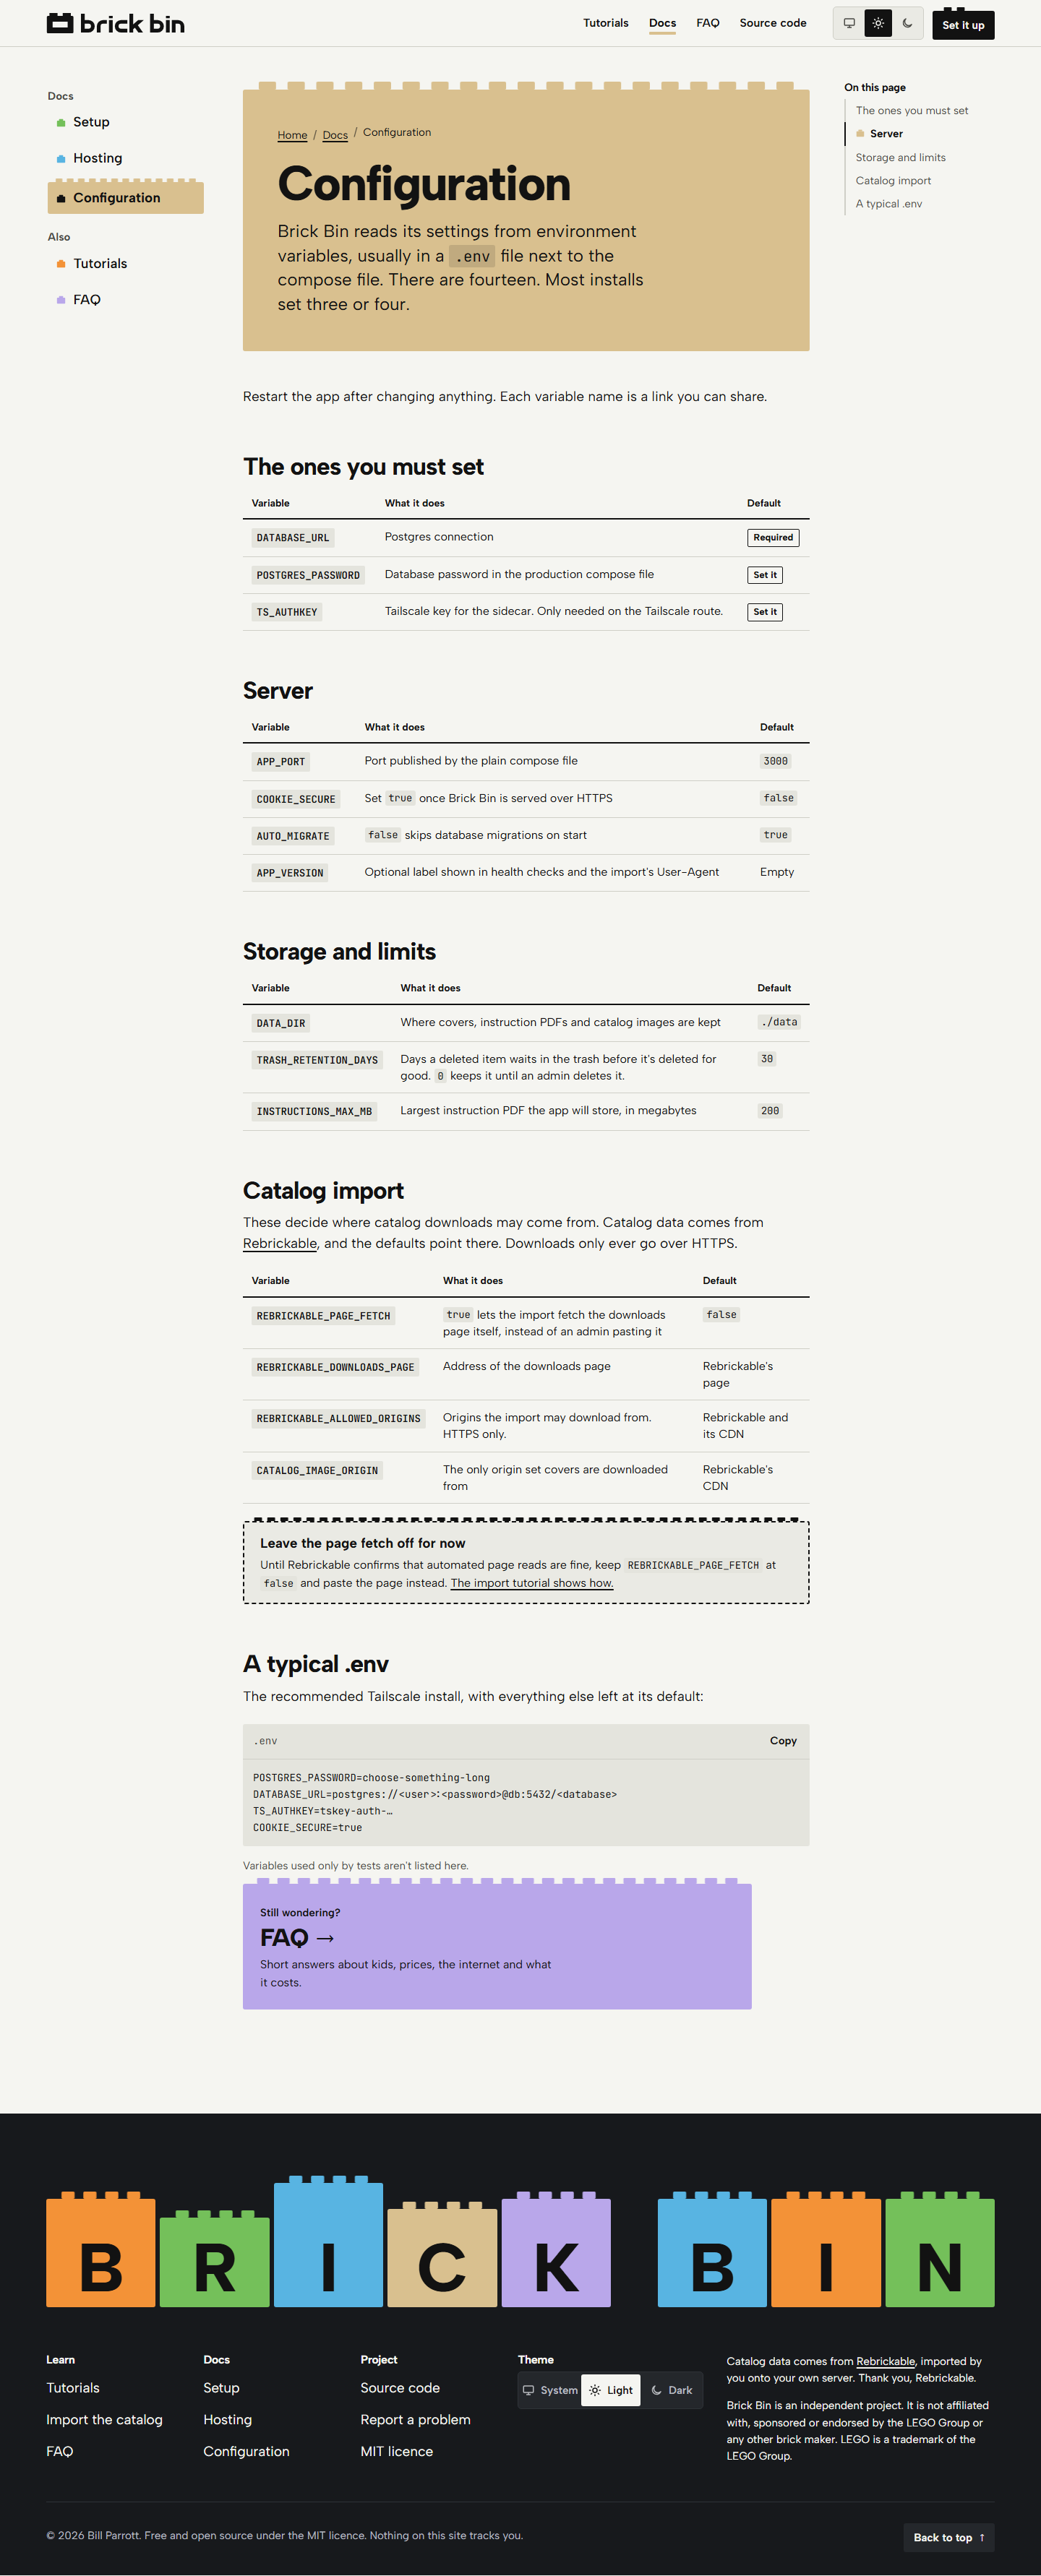 brick bin
Tutorials Docs FAQ Source code Set it up
Docs
Setup
Hosting
Configuration
Also
Tutorials
FAQ
Home / Docs / Configuration
Configuration
Brick Bin reads its settings from environment
variables, usually in a .env file next to the
compose file. There are fourteen. Most installs
set three or four.
On this page
The ones you must set
Server
Storage and limits
Catalog import
A typical .env
Restart the app after changing anything. Each variable name is a link you can share.
The ones you must set
Variable What it does Default
DATABASE_URL Postgres connection Required
POSTGRES_PASSWORD Database password in the production compose file Set it
TS_AUTHKEY Tailscale key for the sidecar. Only needed on the Tailscale route. Set it
Server
Variable What it does Default
APP_PORT Port published by the plain compose file 3000
COOKIE_SECURE Set true once Brick Bin is served over HTTPS false
AUTO_MIGRATE false skips database migrations on start true
APP_VERSION Optional label shown in health checks and the import's User-Agent Empty
Storage and limits
Variable What it does Default
DATA_DIR Where covers, instruction PDFs and catalog images are kept ./data
TRASH_RETENTION_DAYS Days a deleted item waits in the trash before it's deleted for 30
good. 0 keeps it until an admin deletes it.
INSTRUCTIONS_MAX_MB Largest instruction PDF the app will store, in megabytes 200
Catalog import
These decide where catalog downloads may come from. Catalog data comes from
Rebrickable, and the defaults point there. Downloads only ever go over HTTPS.
Variable What it does Default
REBRICKABLE_PAGE_FETCH true lets the import fetch the downloads false
page itself, instead of an admin pasting it
REBRICKABLE_DOWNLOADS_PAGE Address of the downloads page Rebrickable's
page
REBRICKABLE_ALLOWED_ORIGINS Origins the import may download from. Rebrickable and
HTTPS only. its CDN
CATALOG_IMAGE_ORIGIN The only origin set covers are downloaded Rebrickable's
from CDN
Leave the page fetch off for now
Until Rebrickable confirms that automated page reads are fine, keep REBRICKABLE_PAGE_FETCH at
false and paste the page instead. The import tutorial shows how.
A typical .env
The recommended Tailscale install, with everything else left at its default:
.env Copy
POSTGRES_PASSWORD=choose-something-long
DATABASE_URL=postgres://<user>:<password>@db:5432/<database>
TS_AUTHKEY=tskey-auth-…
COOKIE_SECURE=true
Variables used only by tests aren't listed here.
Still wondering?
FAQ →
Short answers about kids, prices, the internet and what
it costs.
BRICK BIN
Learn
Tutorials
Import the catalog
FAQ
Docs
Setup
Hosting
Configuration
Project
Source code
Report a problem
MIT licence
Theme
System Light Dark
Catalog data comes from Rebrickable, imported by
you onto your own server. Thank you, Rebrickable.
Brick Bin is an independent project. It is not affiliated
with, sponsored or endorsed by the LEGO Group or
any other brick maker. LEGO is a trademark of the
LEGO Group.
© 2026 Bill Parrott. Free and open source under the MIT licence. Nothing on this site tracks you.
Back to top ↑